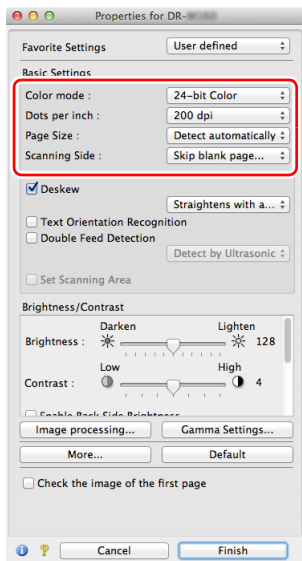 Properties for DR-
Favorite Settings User defined
Basic Settings
Color mode : 24-bit Color
Dots per inch : 200 dpi
Page Size : Detect automatically
Scanning Side : Skip blank page...
Deskew
Straightens with a...
Text Orientation Recognition
Double Feed Detection
Detect by Ultrasonic
Set Scanning Area
Brightness/Contrast
Darken Lighten
Brightness : 128
Low High
Contrast : 4
Enable Back Side Brightness
Image processing... Gamma Settings...
More... Default
Check the image of the first page
Cancel Finish